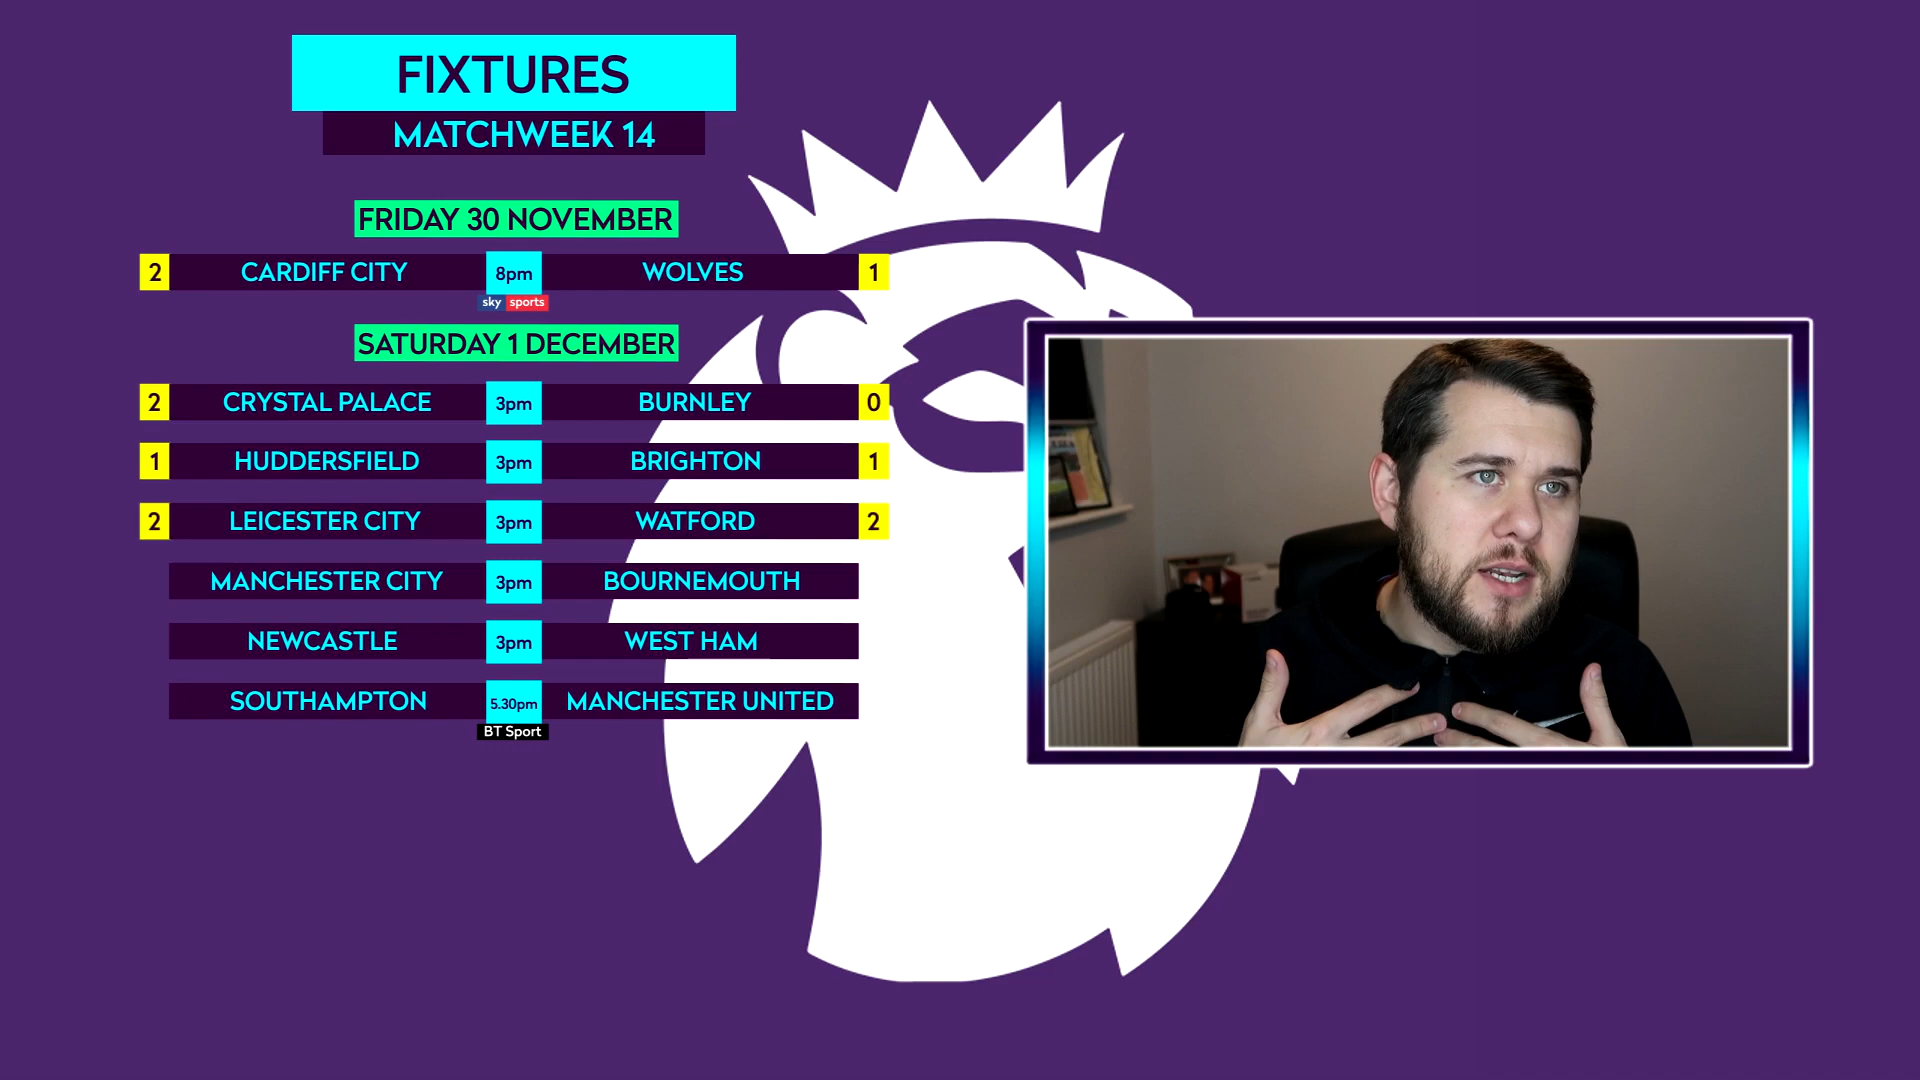 FIXTURES
MATCHWEEK 14
FRIDAY 30 NOVEMBER
2 CARDIFF CITY 8pm WOLVES 1
sky sports
SATURDAY 1 DECEMBER
2 CRYSTAL PALACE 3pm BURNLEY 0
1 HUDDERSFIELD 3pm BRIGHTON 1
2 LEICESTER CITY 3pm WATFORD 2
MANCHESTER CITY 3pm BOURNEMOUTH
NEWCASTLE 3pm WEST HAM
SOUTHAMPTON 5.30pm MANCHESTER UNITED
BT Sport